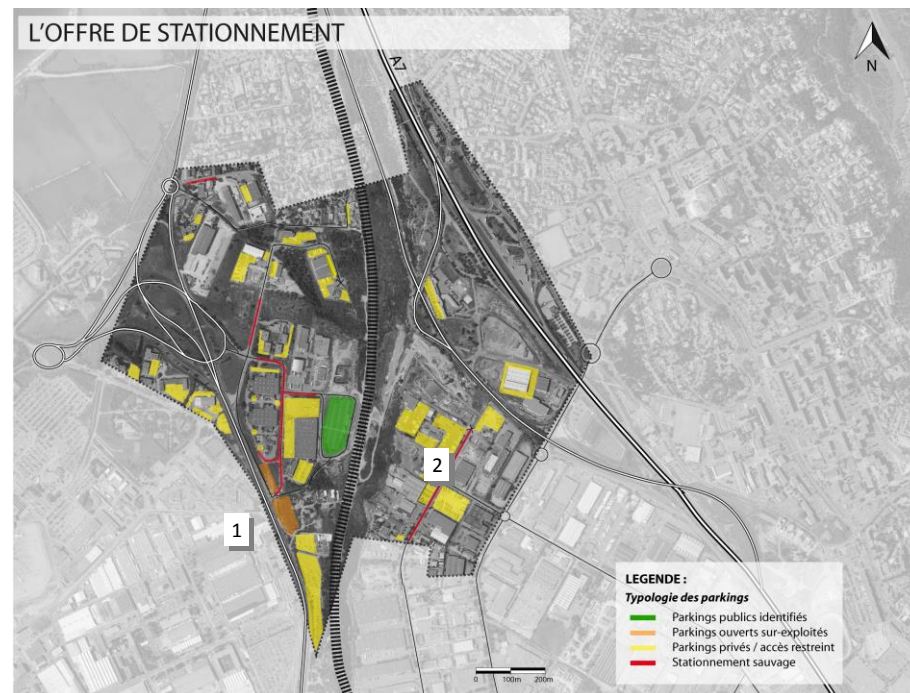 L'OFFRE DE STATIONNEMENT
A7
N
2
1
LEGENDE :
Typologie des parkings
Parkings publics identifiés
Parkings ouverts sur-exploités
Parkings privés / accès restreint
Stationnement sauvage
0 100m 200m